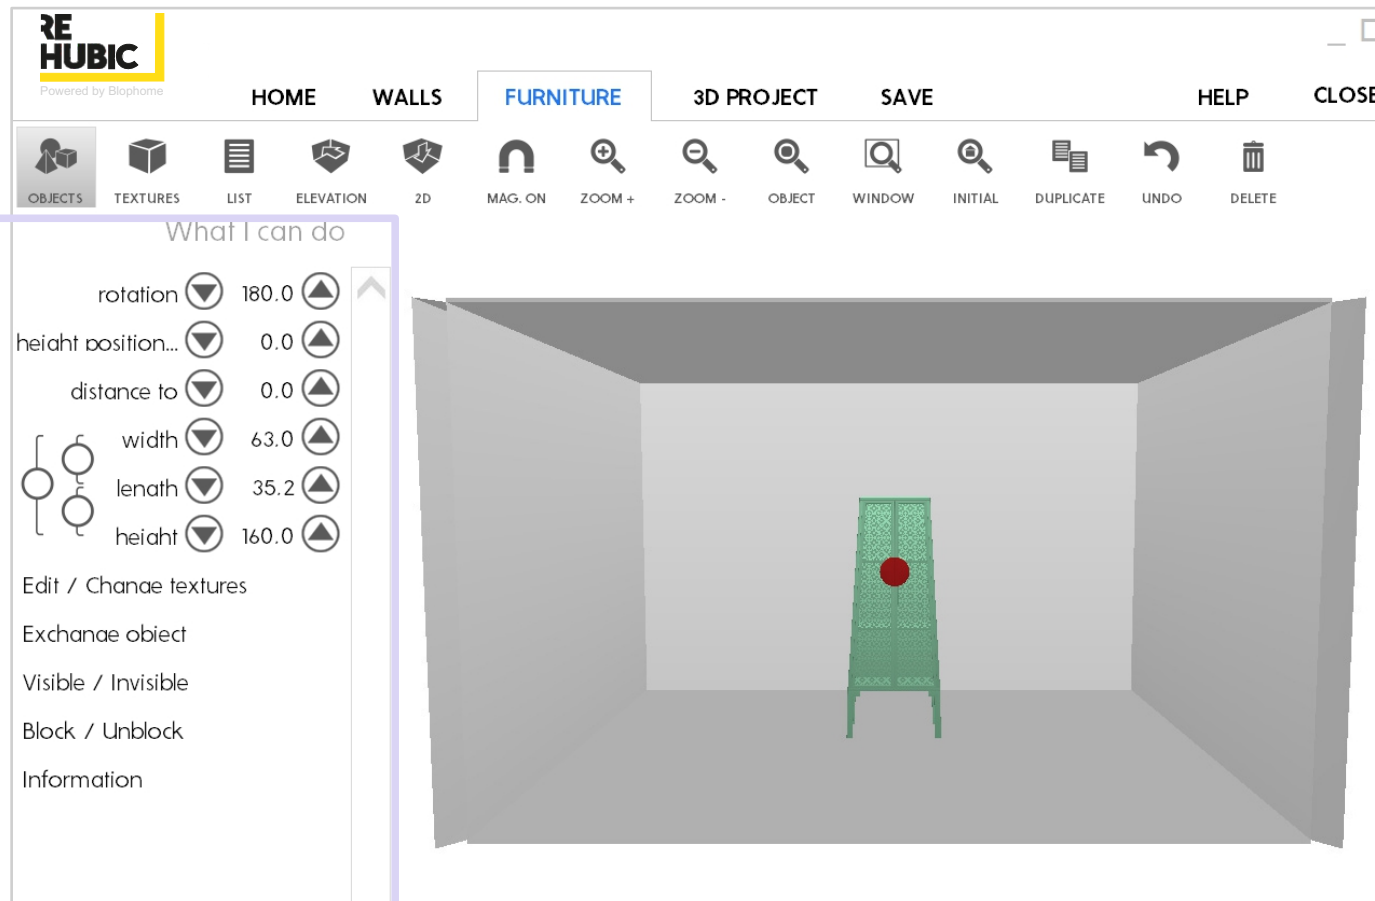 RE
HUBIC
Powered by Blophome
HOME WALLS FURNITURE 3D PROJECT SAVE HELP CLOSE
OBJECTS TEXTURES LIST ELEVATION 2D MAG. ON ZOOM + ZOOM - OBJECT WINDOW INITIAL DUPLICATE UNDO DELETE
What I can do
rotation 180.0
height position... 0.0
distance to 0.0
width 63.0
length 35.2
height 160.0
Edit / Change textures
Exchange object
Visible / Invisible
Block / Unblock
Information